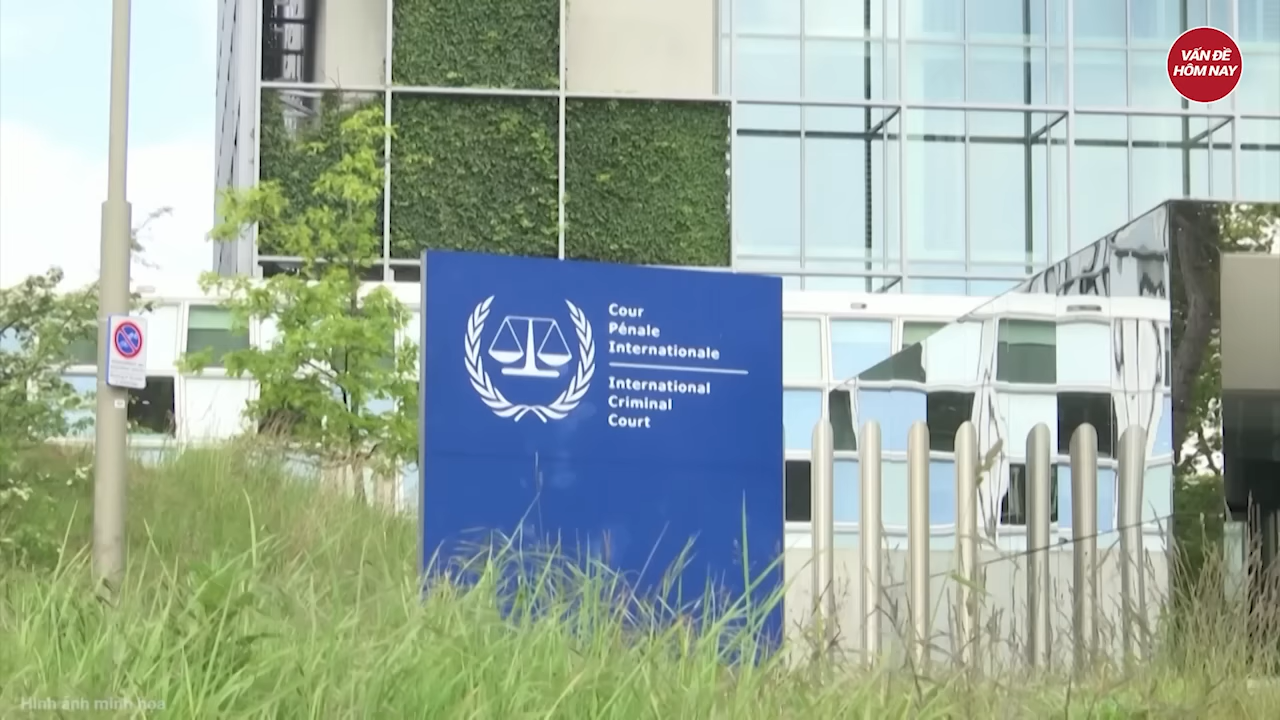 VẤN ĐỀ
HÔM NAY
Cour
Pénale
Internationale
International
Criminal
Court
Hình ảnh minh họa